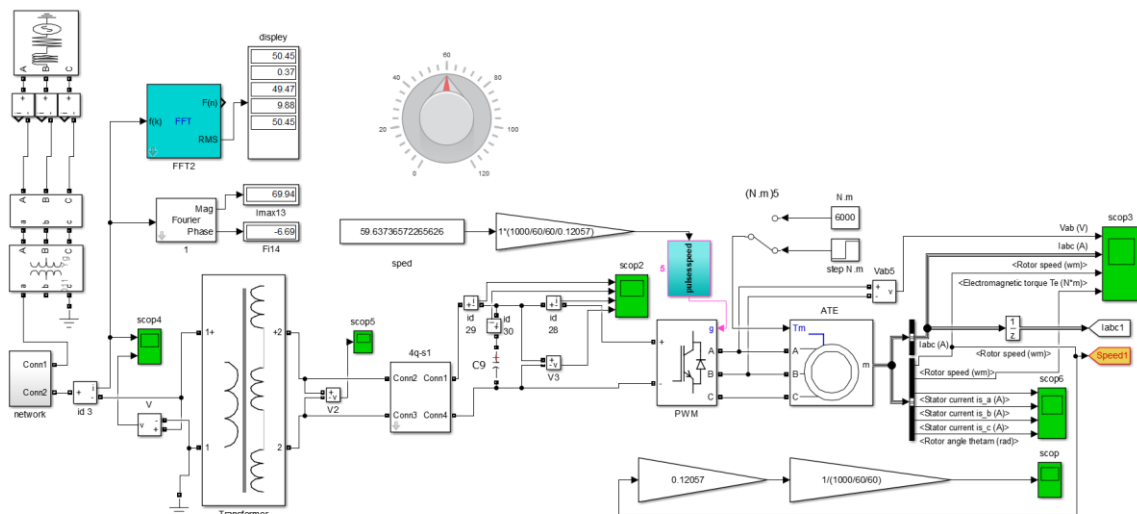 A
B
C
A
B
C
a
b
c
A
B
C
a
b
c
f(k)
FFT
F(n)
RMS
FFT2
displey
50.45
0.37
49.47
9.88
50.45
Fourier
Mag
Phase
1
69.94
Imax13
-6.69
Fi14
0
20
40
60
80
100
120
59.63736572265626
sped
1*(1000/60/60/0.12057)
pulsesspeed
5
(N.m)5
N.m
6000
step N.m
Vab5
Vab (V)
Iabc (A)
<Rotor speed (wm)>
<Electromagnetic torque Te (N*m)>
scop3
scop4
Conn1
Conn2
network
id 3
V
1+
1
+2
2
Transformer
scop5
V2
4q-s1
Conn2
Conn1
Conn3
Conn4
id
29
id
30
C9
id
28
V3
scop2
g
+
-
A
B
C
PWM
ATE
Tm
A
B
C
m
Iabc (A)
1
z
Iabc1
<Rotor speed (wm)>
Speed1
<Rotor speed (wm)>
scop6
<Stator current is_a (A)>
<Stator current is_b (A)>
<Stator current is_c (A)>
<Rotor angle thetam (rad)>
scop
0.12057
1/(1000/60/60)